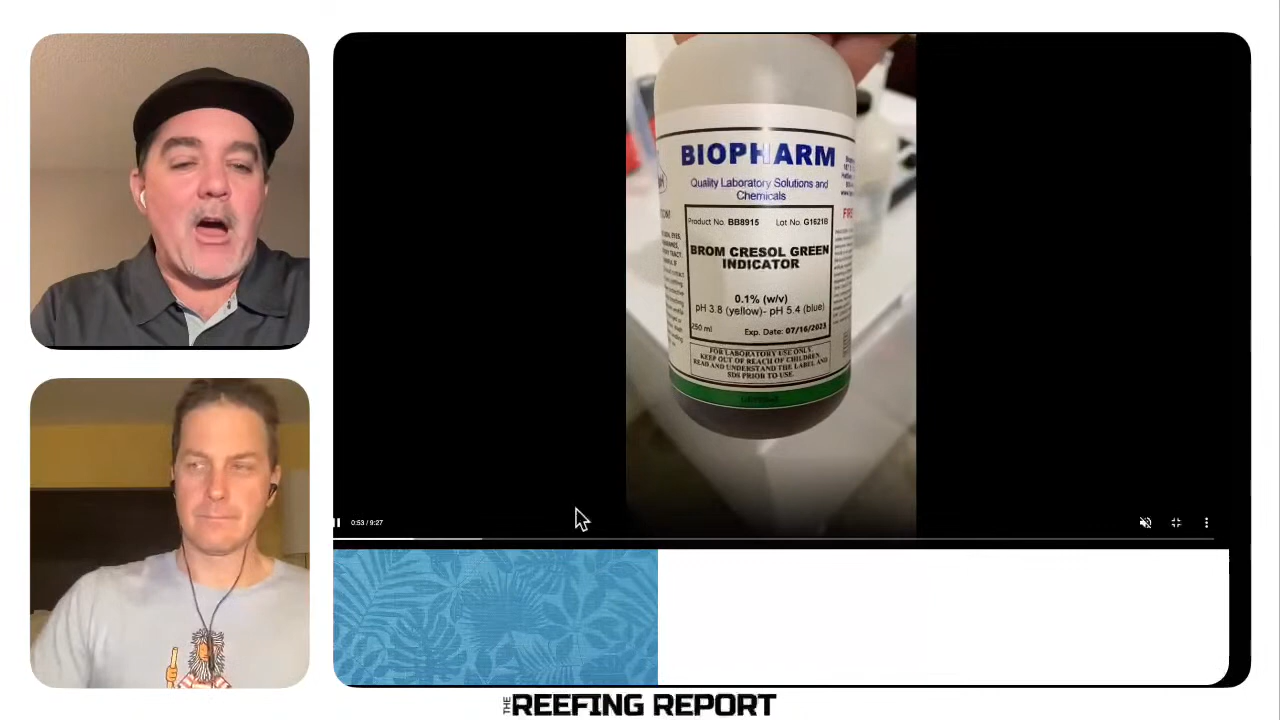 BIOPHARM
Quality Laboratory Solutions and
Chemicals
Product No. BB8915 Lot No. G1621B
BROM CRESOL GREEN
INDICATOR
0.1% (w/v)
pH 3.8 (yellow)- pH 5.4 (blue)
250 ml Exp. Date: 07/16/2023
FOR LABORATORY USE ONLY.
KEEP OUT OF REACH OF CHILDREN.
READ AND UNDERSTAND THE LABEL AND
SDS PRIOR TO USE.
0:53 / 9:27
THE REEFING REPORT